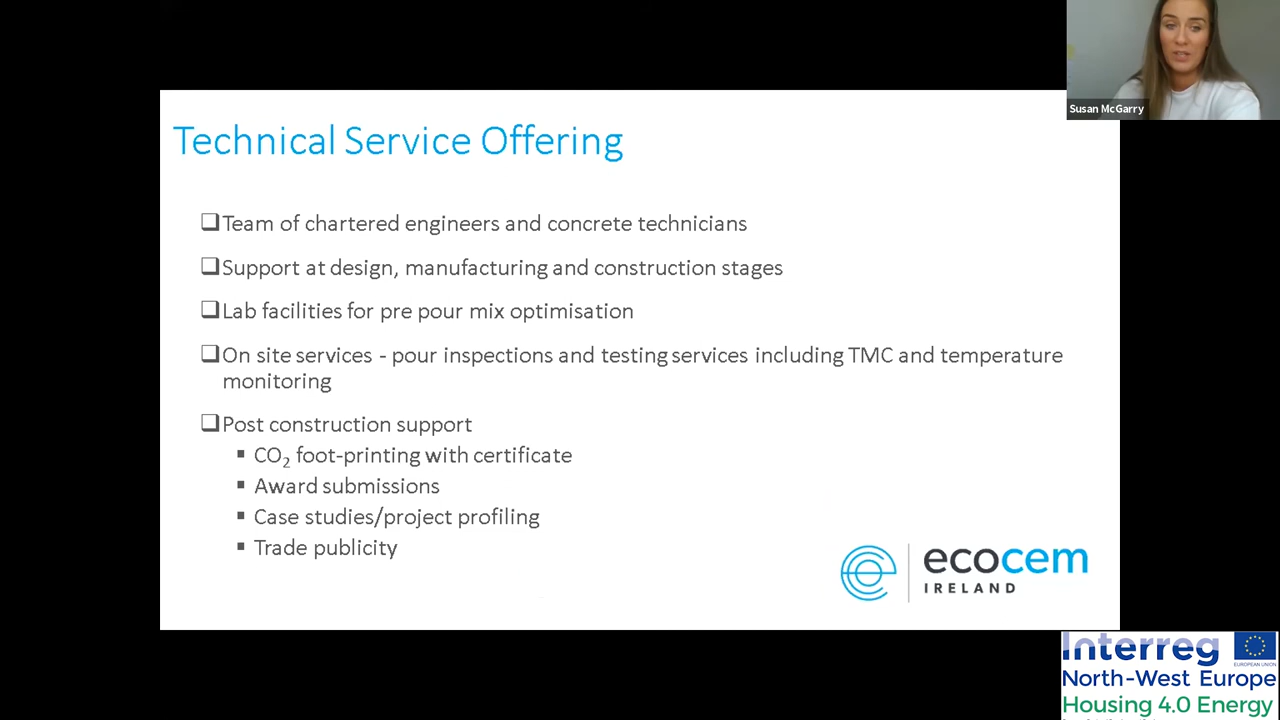 Susan McGarry
Technical Service Offering
❑Team of chartered engineers and concrete technicians
❑Support at design, manufacturing and construction stages
❑Lab facilities for pre pour mix optimisation
❑On site services - pour inspections and testing services including TMC and temperature
monitoring
❑Post construction support
▪ CO₂ foot-printing with certificate
▪ Award submissions
▪ Case studies/project profiling
▪ Trade publicity
ecocem
IRELAND
Interreg
EUROPEAN UNION
North-West Europe
Housing 4.0 Energy